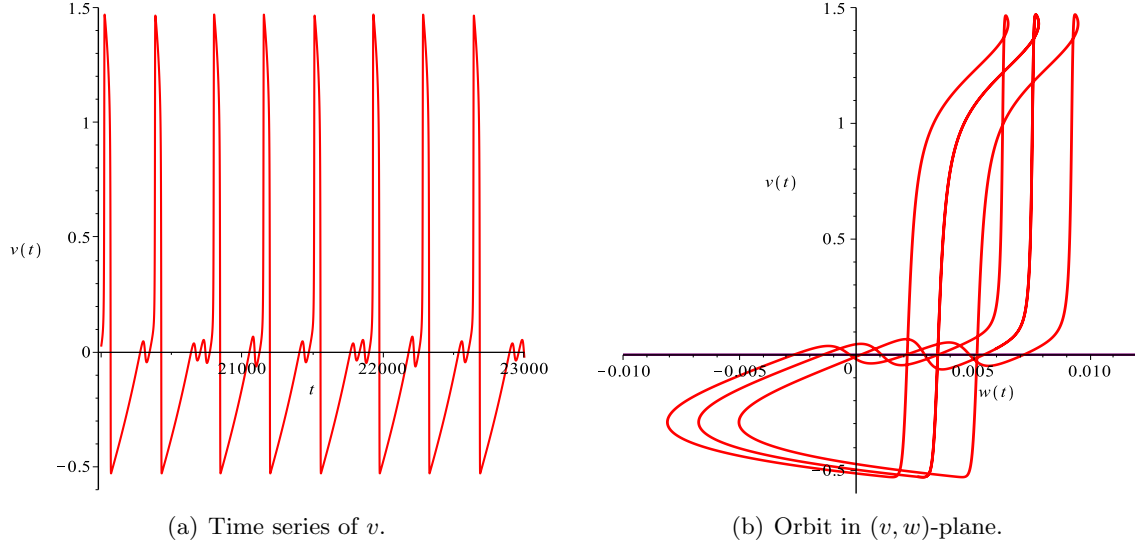 1.5
1
v(t)
0.5
0
21000
22000
23000
t
−0.5
(a) Time series of v.
1.5
1
v(t)
0.5
−0.010
−0.005
0
0.005
0.010
w(t)
−0.5
(b) Orbit in (v, w)-plane.